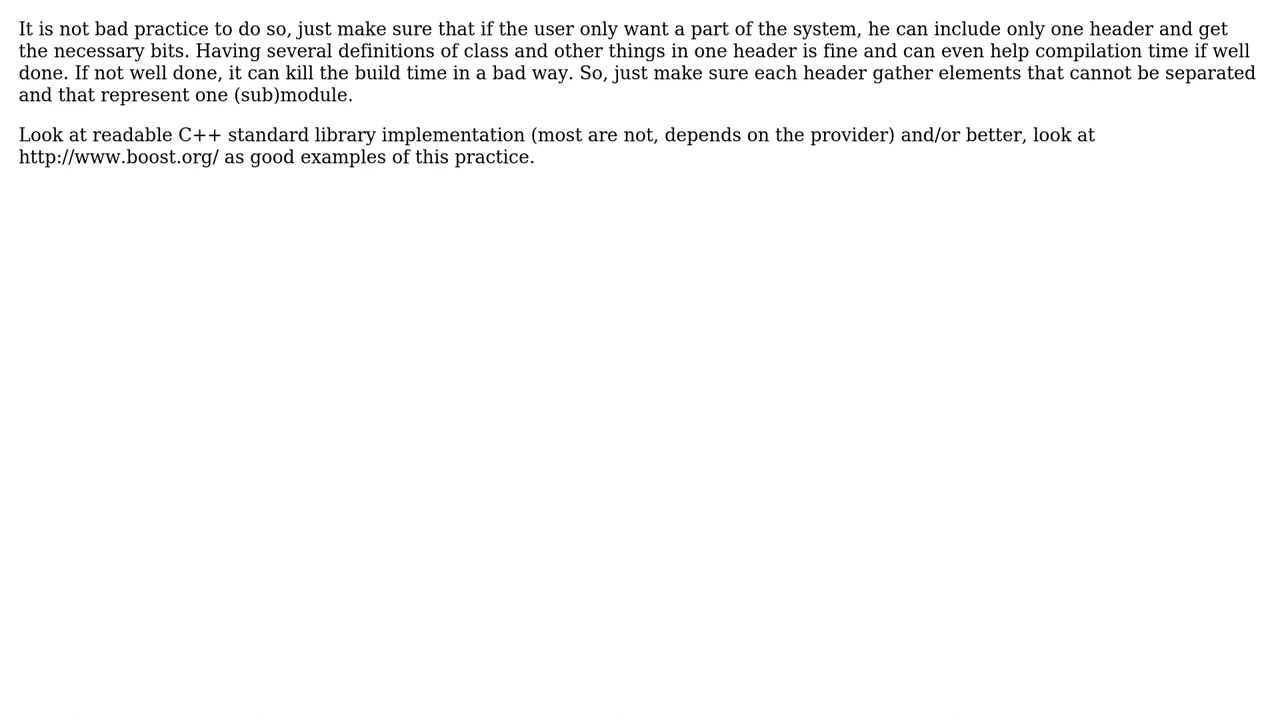 It is not bad practice to do so, just make sure that if the user only want a part of the system, he can include only one header and get
the necessary bits. Having several definitions of class and other things in one header is fine and can even help compilation time if well
done. If not well done, it can kill the build time in a bad way. So, just make sure each header gather elements that cannot be separated
and that represent one (sub)module.
Look at readable C++ standard library implementation (most are not, depends on the provider) and/or better, look at
http://www.boost.org/ as good examples of this practice.